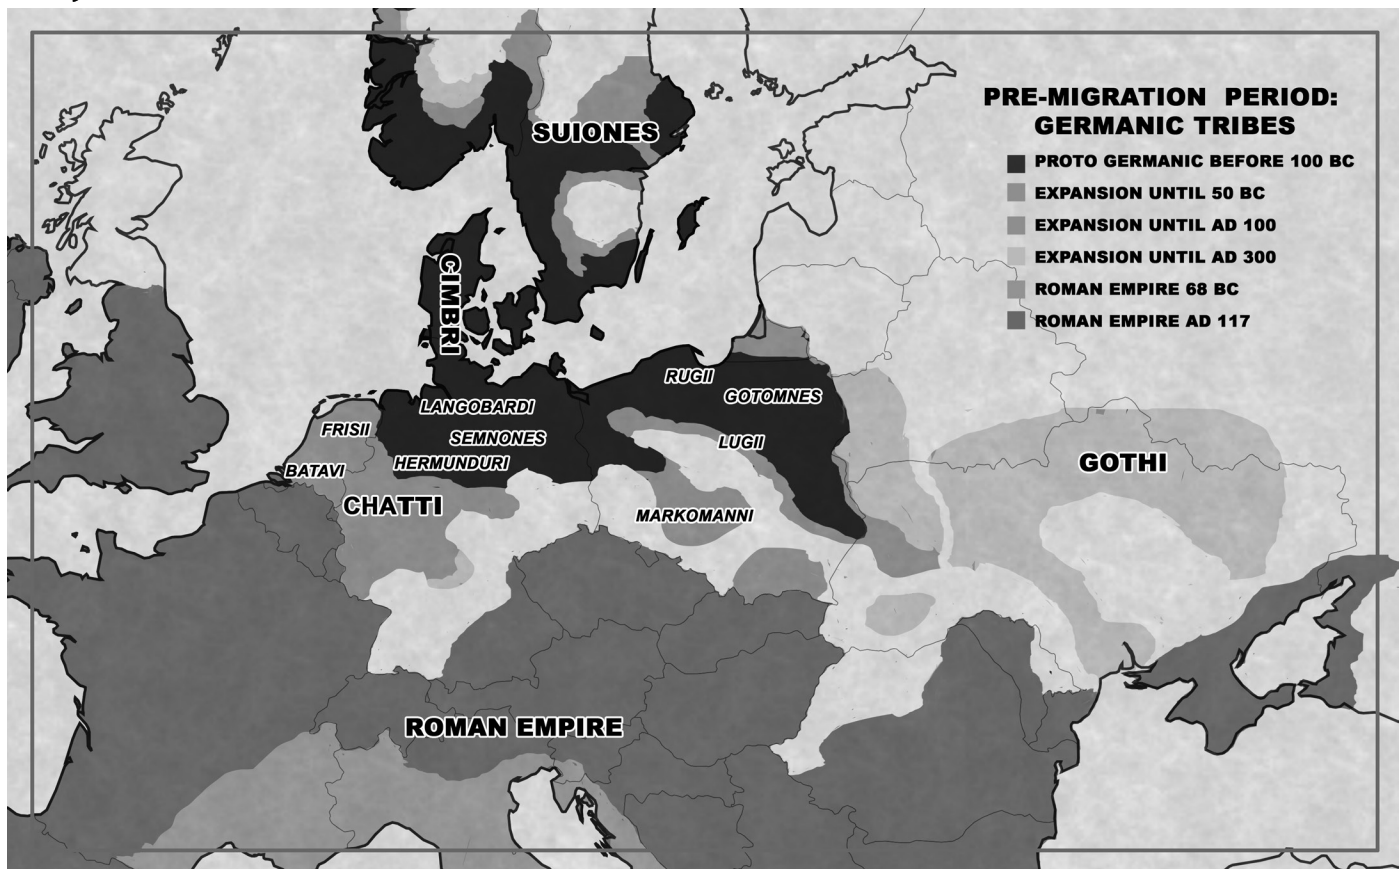 PRE-MIGRATION PERIOD:
GERMANIC TRIBES
PROTO GERMANIC BEFORE 100 BC
EXPANSION UNTIL 50 BC
EXPANSION UNTIL AD 100
EXPANSION UNTIL AD 300
ROMAN EMPIRE 68 BC
ROMAN EMPIRE AD 117
SUIONES
CIMBRI
RUGII
GOTOMNES
LANGOBARDI
FRISII
SEMNONES
LUGII
BATAVI
HERMUNDURI
GOTHI
CHATTI
MARKOMANNI
ROMAN EMPIRE